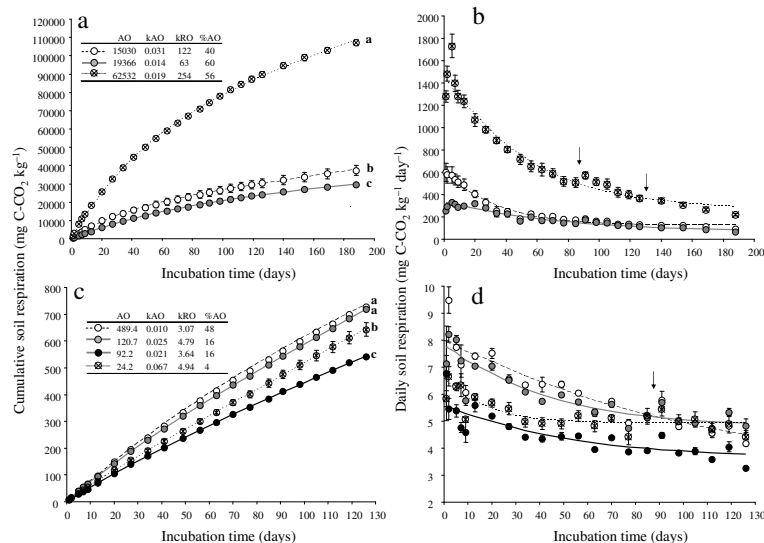 a
AO kAO kRO %AO
15030 0.031 122 40
19366 0.014 63 60
62532 0.019 254 56
120000
110000
100000
90000
80000
70000
60000
50000
40000
30000
20000
10000
0
a
b
c
0 20 40 60 80 100 120 140 160 180 200
Incubation time (days)
b
2000
1800
1600
1400
1200
1000
800
600
400
200
0
0 20 40 60 80 100 120 140 160 180 200
Incubation time (days)
Cumulative soil respiration (mg C-CO₂ kg⁻¹)
Daily soil respiration (mg C-CO₂ kg⁻¹ day⁻¹)
c
AO kAO kRO %AO
489.4 0.010 3.07 48
120.7 0.025 4.79 16
92.2 0.021 3.64 16
24.2 0.067 4.94 4
800
700
600
500
400
300
200
100
0
a
a
b
c
0 10 20 30 40 50 60 70 80 90 100 110 120 130
Incubation time (days)
d
10
9
8
7
6
5
4
3
2
0 10 20 30 40 50 60 70 80 90 100 110 120 130
Incubation time (days)